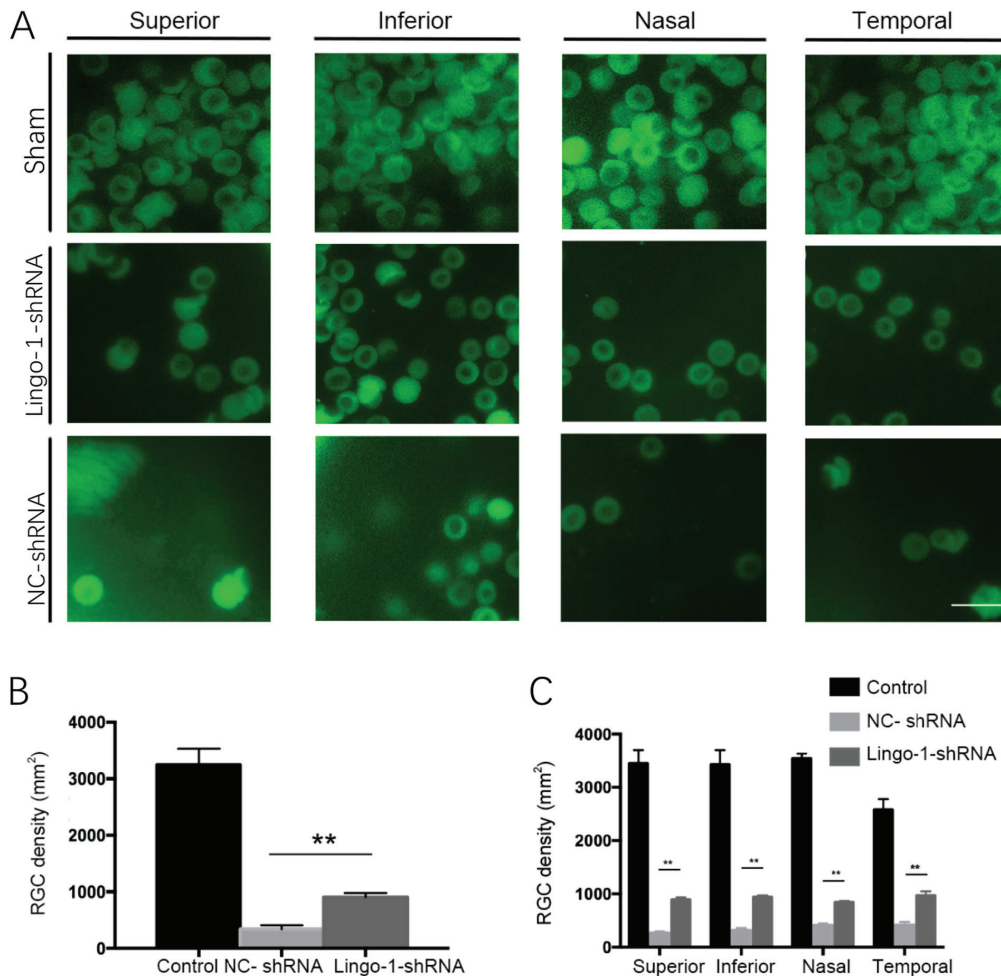 A
Superior Inferior Nasal Temporal
Sham
Lingo-1-shRNA
NC-shRNA
B
RGC density (mm²)
4000
3000
2000
1000
0
**
Control NC- shRNA Lingo-1-shRNA
C
Control
NC- shRNA
Lingo-1-shRNA
RGC density (mm²)
4000
3000
2000
1000
0
** ** ** **
Superior Inferior Nasal Temporal